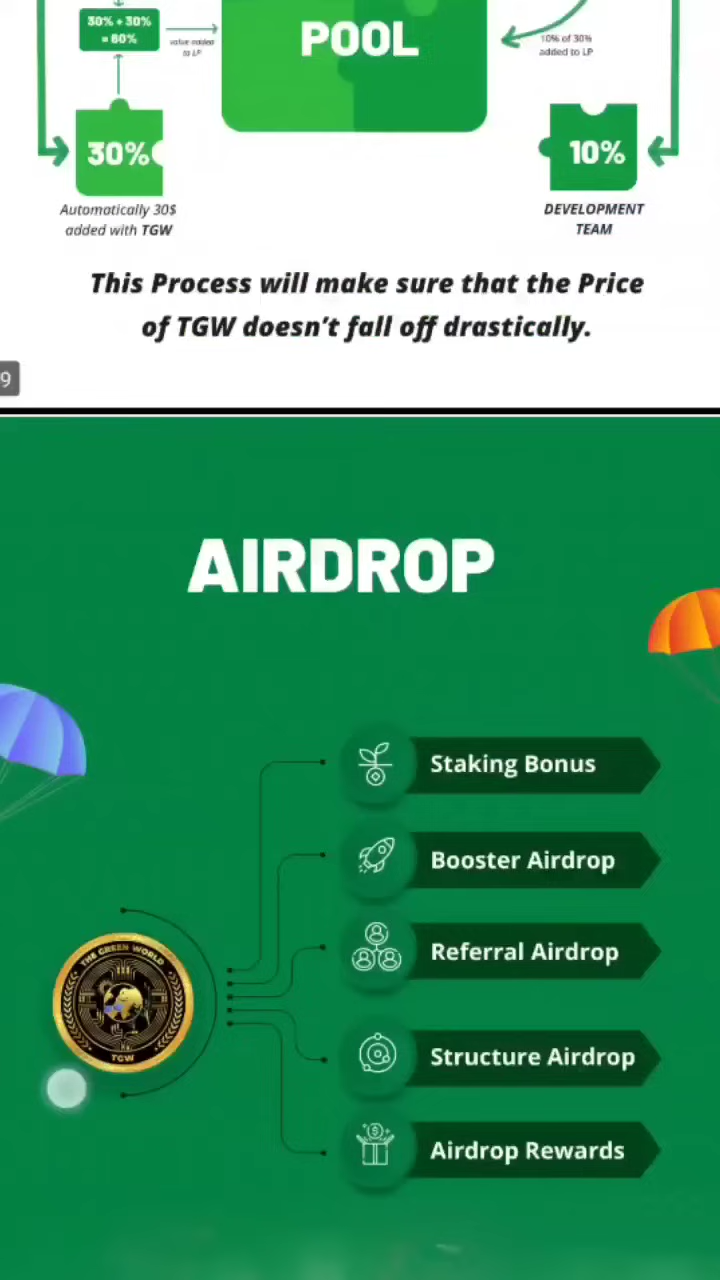 30% + 30%
= 60%
value added
to LP
POOL
10% of 30%
added to LP
30%
Automatically 30$
added with TGW
10%
DEVELOPMENT
TEAM
This Process will make sure that the Price
of TGW doesn't fall off drastically.
9
AIRDROP
Staking Bonus
Booster Airdrop
Referral Airdrop
Structure Airdrop
Airdrop Rewards
THE GREEN WORLD
TGW